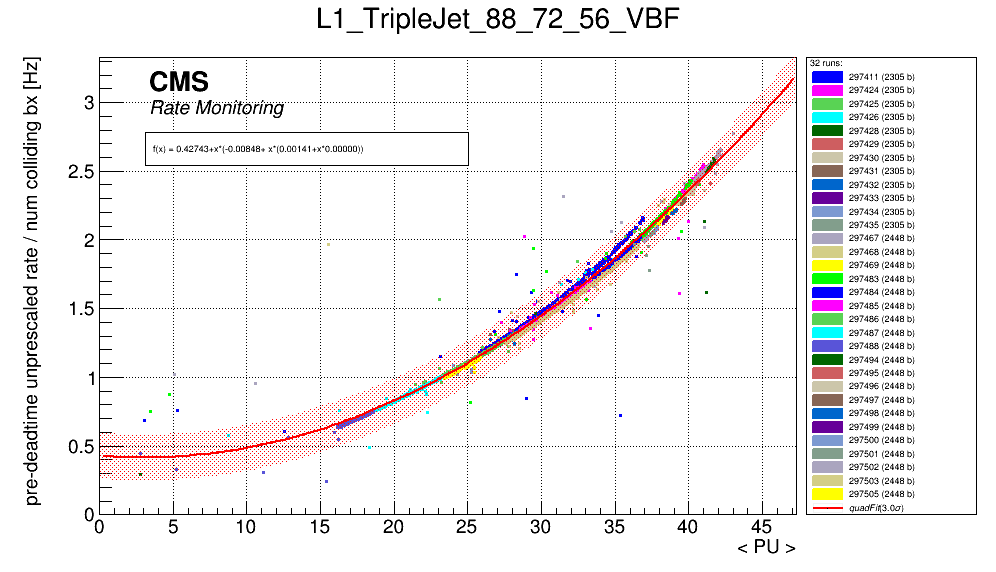 L1_TripleJet_88_72_56_VBF
pre-deadtime unprescaled rate / num colliding bx [Hz]
CMS
Rate Monitoring
f(x) = 0.42743+x*(-0.00848+ x*(0.00141+x*0.00000))
3
2.5
2
1.5
1
0.5
0
0 5 10 15 20 25 30 35 40 45
< PU >
32 runs:
297411 (2305 b)
297424 (2305 b)
297425 (2305 b)
297426 (2305 b)
297428 (2305 b)
297429 (2305 b)
297430 (2305 b)
297431 (2305 b)
297432 (2305 b)
297433 (2305 b)
297434 (2305 b)
297435 (2305 b)
297467 (2448 b)
297468 (2448 b)
297469 (2448 b)
297483 (2448 b)
297484 (2448 b)
297485 (2448 b)
297486 (2448 b)
297487 (2448 b)
297488 (2448 b)
297494 (2448 b)
297495 (2448 b)
297496 (2448 b)
297497 (2448 b)
297498 (2448 b)
297499 (2448 b)
297500 (2448 b)
297501 (2448 b)
297502 (2448 b)
297503 (2448 b)
297505 (2448 b)
quadFit(3.0σ)